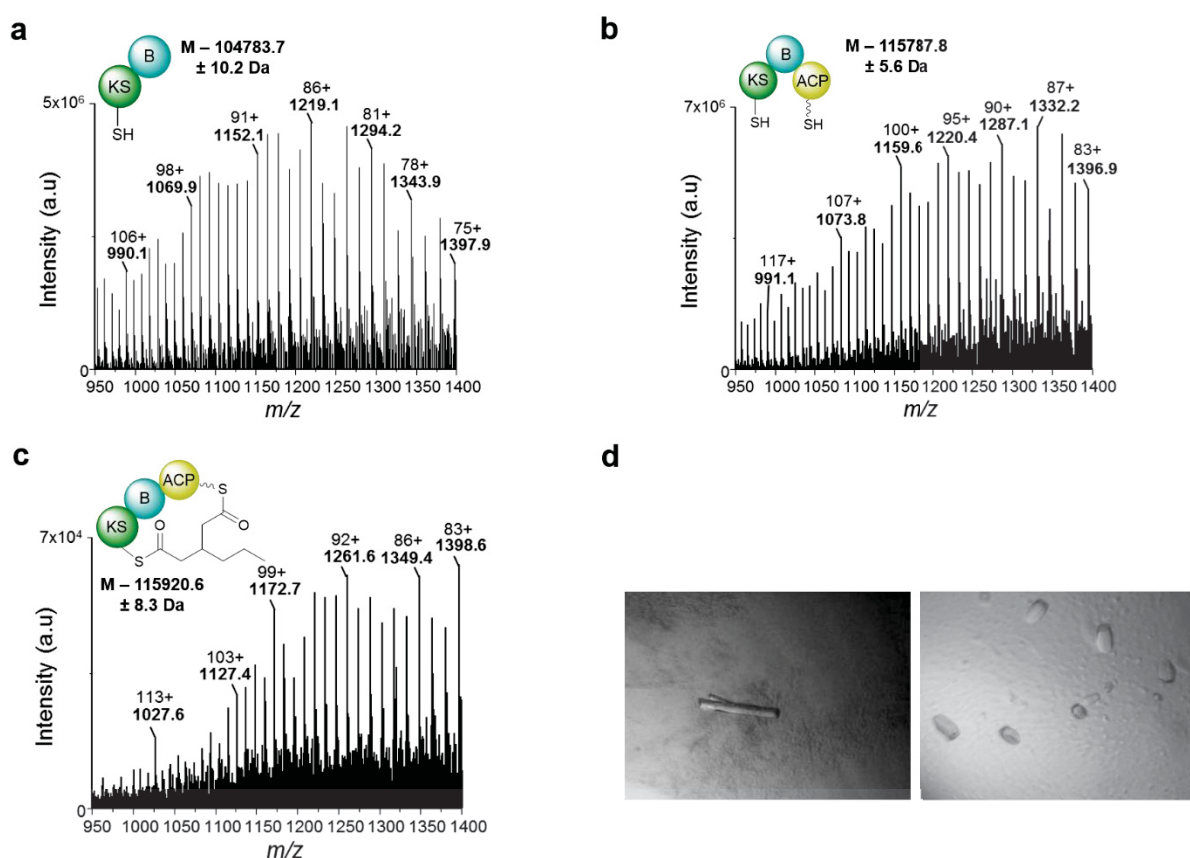 a
M – 104783.7
± 10.2 Da
B
KS
SH
5x10⁶
0
Intensity (a.u)
106+
990.1
98+
1069.9
91+
1152.1
86+
1219.1
81+
1294.2
78+
1343.9
75+
1397.9
950 1000 1050 1100 1150 1200 1250 1300 1350 1400
m/z
b
M – 115787.8
± 5.6 Da
B
KS
ACP
SH
SH
7x10⁶
0
Intensity (a.u)
117+
991.1
107+
1073.8
100+
1159.6
95+
1220.4
90+
1287.1
87+
1332.2
83+
1396.9
950 1000 1050 1100 1150 1200 1250 1300 1350 1400
m/z
c
ACP
B
KS
S
O
O
S
M – 115920.6
± 8.3 Da
7x10⁴
0
Intensity (a.u)
113+
1027.6
103+
1127.4
99+
1172.7
92+
1261.6
86+
1349.4
83+
1398.6
950 1000 1050 1100 1150 1200 1250 1300 1350 1400
m/z
d